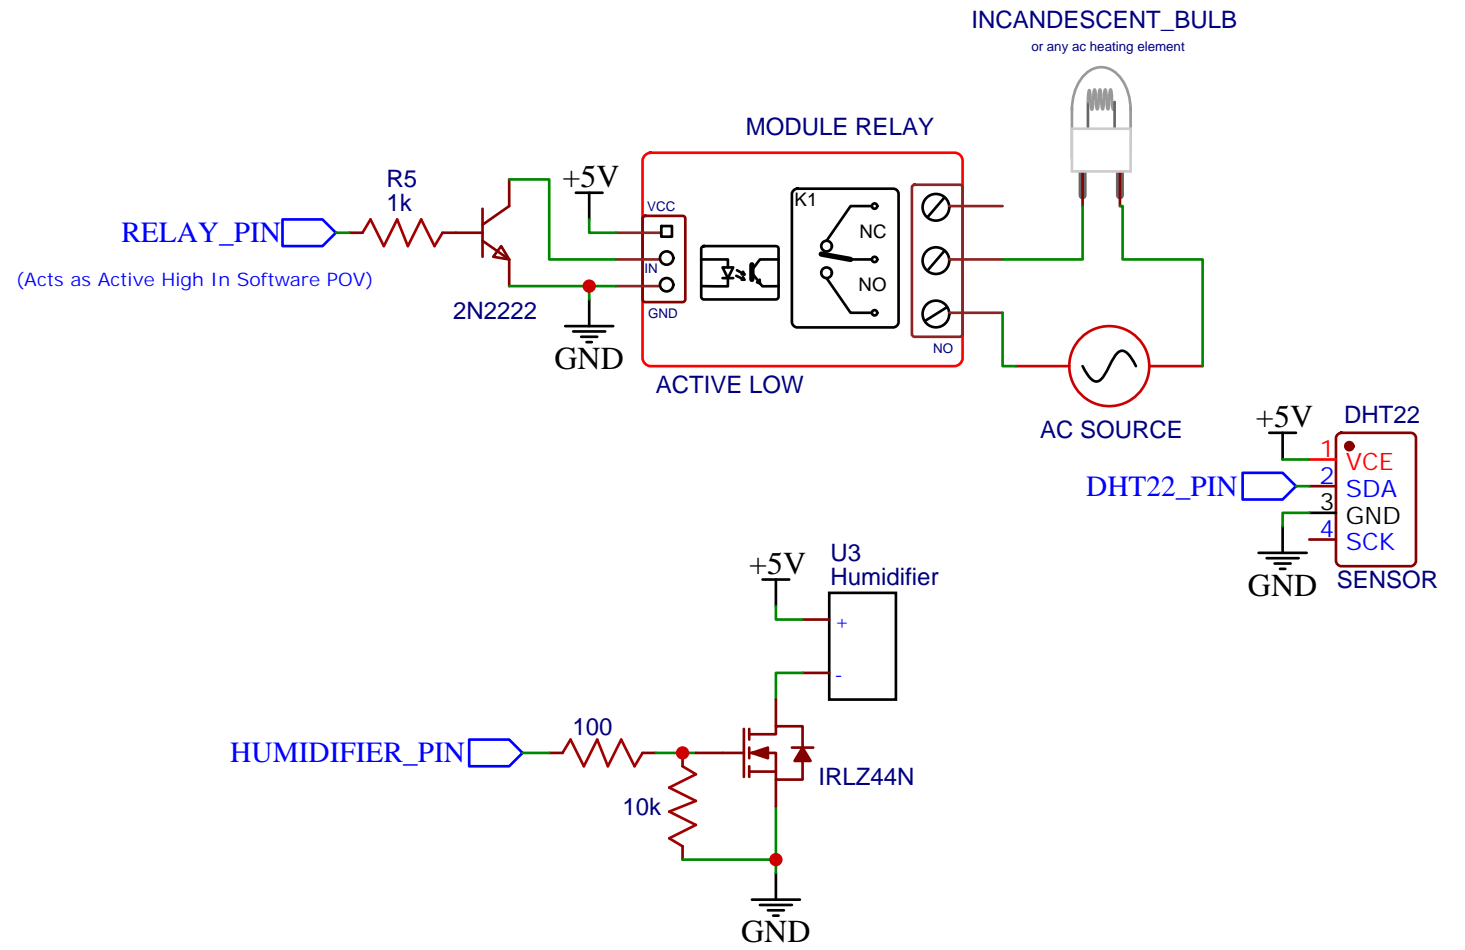 INCANDESCENT_BULB
or any ac heating element
MODULE RELAY
R5
1k
+5V
VCC
K1
NC
RELAY_PIN
IN
NO
(Acts as Active High In Software POV)
2N2222
GND
GND
NO
ACTIVE LOW
AC SOURCE
+5V
DHT22
1
VCE
DHT22_PIN
2
SDA
3
GND
4
SCK
GND
SENSOR
+5V
U3
Humidifier
+
-
HUMIDIFIER_PIN
100
IRLZ44N
10k
GND